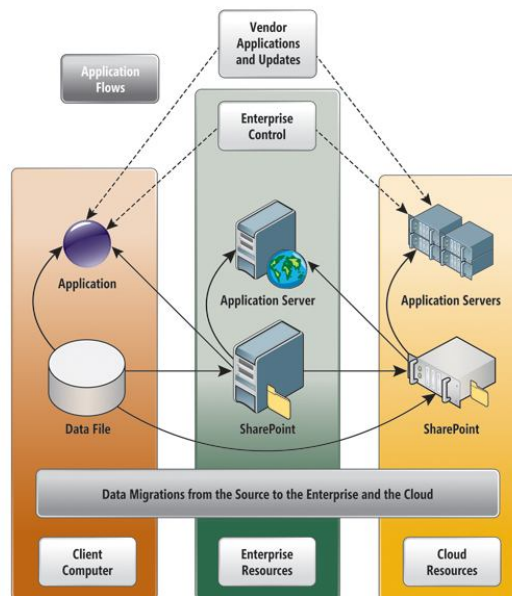 Vendor
Applications
and Updates
Application
Flows
Enterprise
Control
Application
Application Server
Application Servers
Data File
SharePoint
SharePoint
Data Migrations from the Source to the Enterprise and the Cloud
Client
Computer
Enterprise
Resources
Cloud
Resources